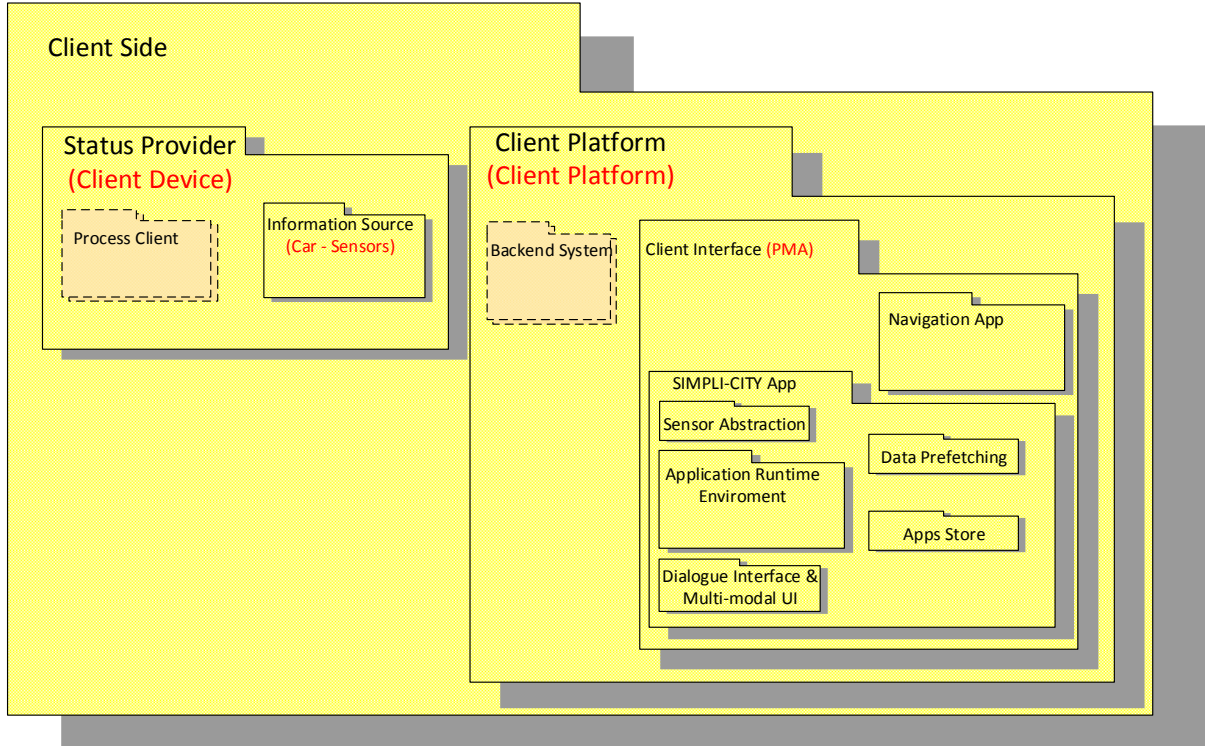 Client Side
Status Provider
(Client Device)
Process Client
Information Source
(Car - Sensors)
Client Platform
(Client Platform)
Backend System
Client Interface (PMA)
Navigation App
SIMPLI-CITY App
Sensor Abstraction
Data Prefetching
Application Runtime
Enviroment
Apps Store
Dialogue Interface &
Multi-modal UI